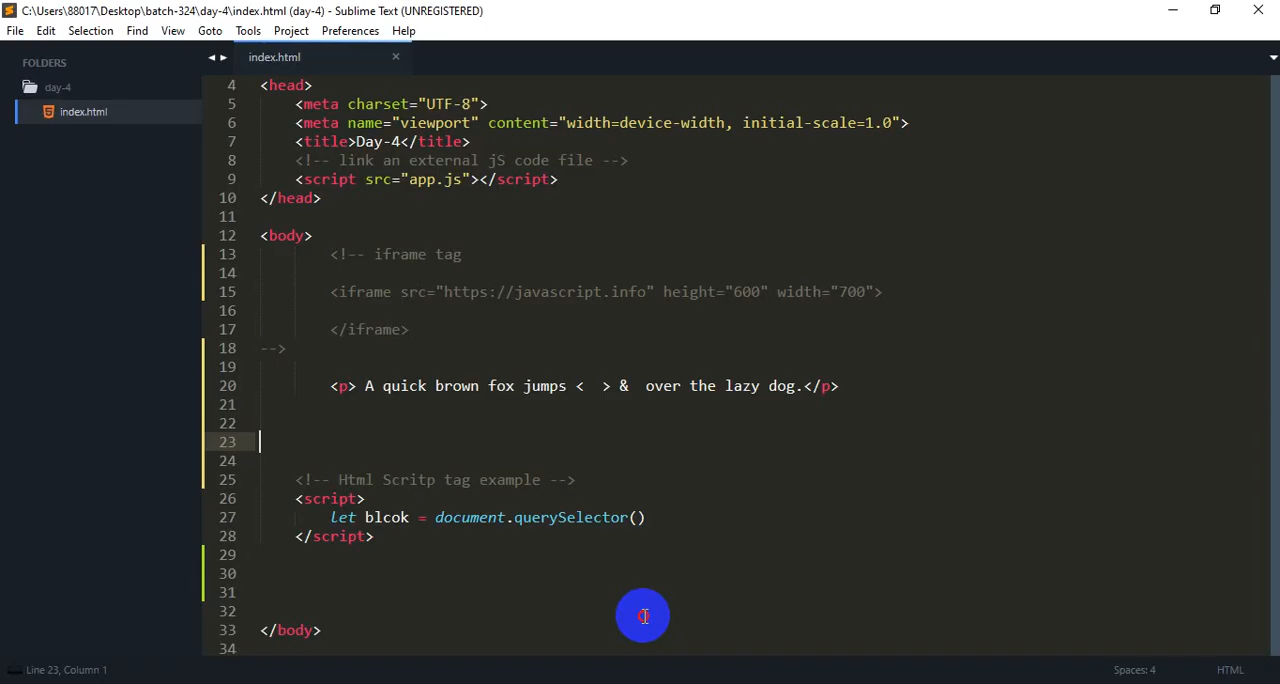 C:\Users\88017\Desktop\batch-324\day-4\index.html (day-4) - Sublime Text (UNREGISTERED)
File Edit Selection Find View Goto Tools Project Preferences Help
FOLDERS
day-4
index.html
index.html
4 <head>
5 <meta charset="UTF-8">
6 <meta name="viewport" content="width=device-width, initial-scale=1.0">
7 <title>Day-4</title>
8 <!-- link an external jS code file -->
9 <script src="app.js"></script>
10 </head>
11
12 <body>
13 <!-- iframe tag
14
15 <iframe src="https://javascript.info" height="600" width="700">
16
17 </iframe>
18 -->
19
20 <p> A quick brown fox jumps <  > &  over the lazy dog.</p>
21
22
23
24
25 <!-- Html Scritp tag example -->
26 <script>
27 let blcok = document.querySelector()
28 </script>
29
30
31
32
33 </body>
34
Line 23, Column 1
Spaces: 4
HTML